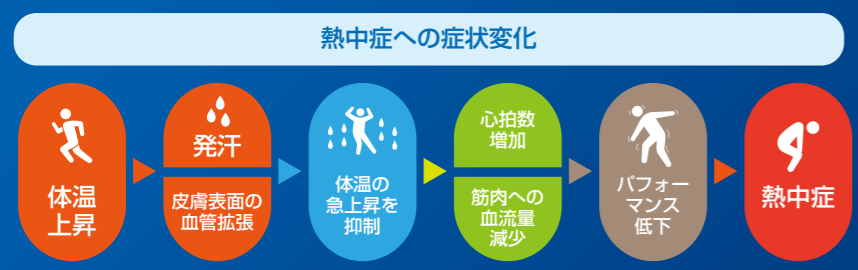 熱中症への症状変化
体温
上昇
発汗
皮膚表面の
血管拡張
体温の
急上昇を
抑制
心拍数
増加
筋肉への
血流量
減少
パフォー
マンス
低下
熱中症